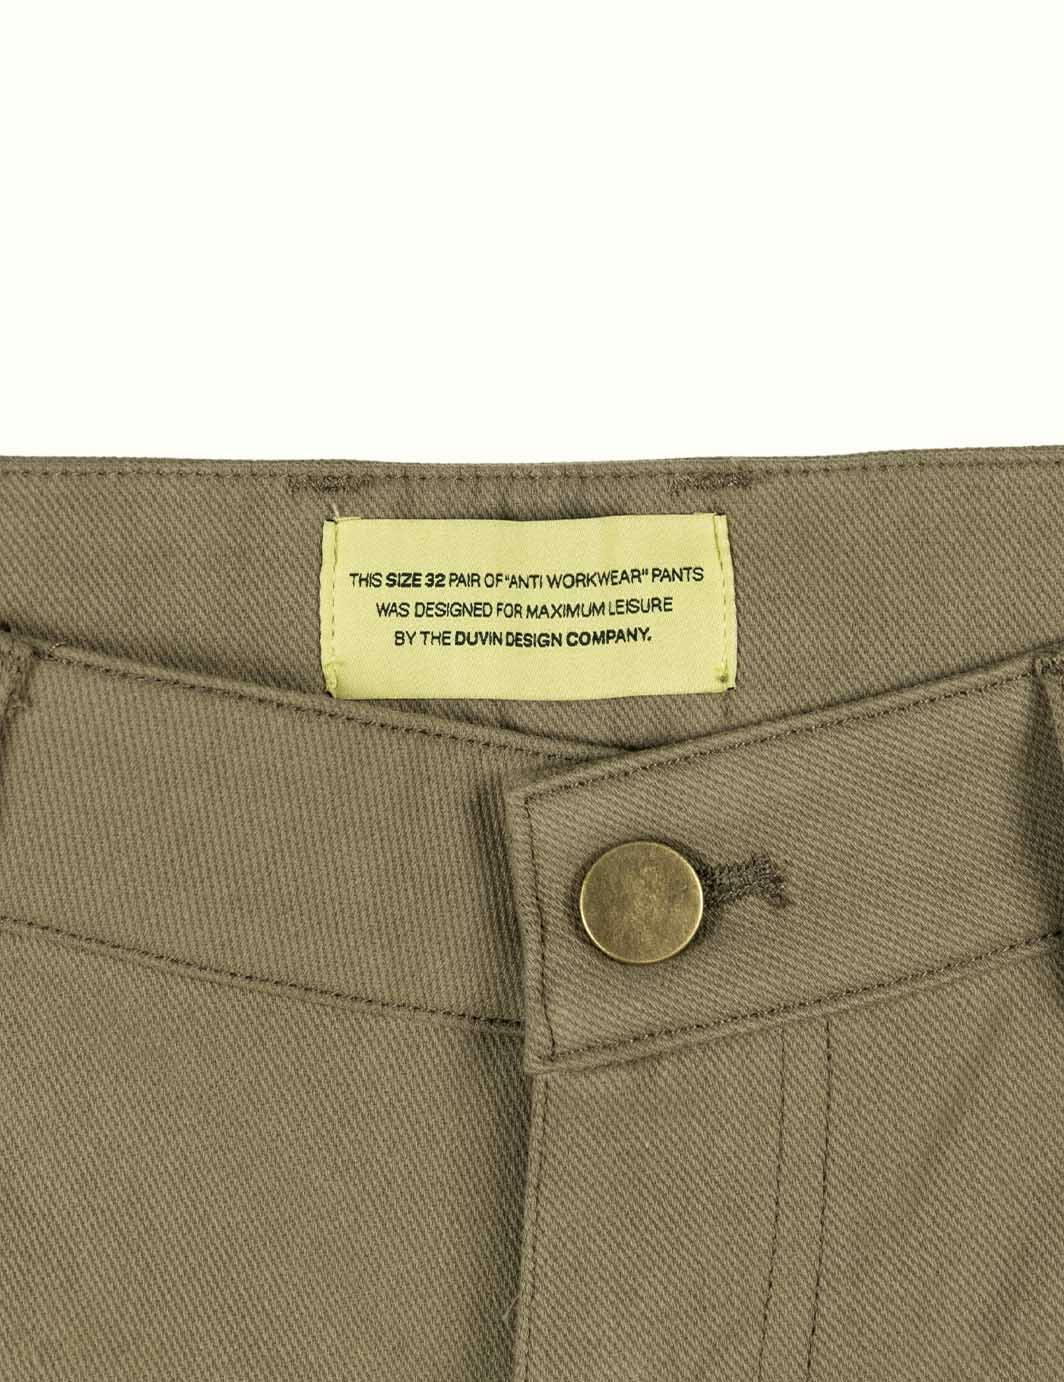 THIS SIZE 32 PAIR OF "ANTI WORKWEAR" PANTS
WAS DESIGNED FOR MAXIMUM LEISURE
BY THE DUVIN DESIGN COMPANY.